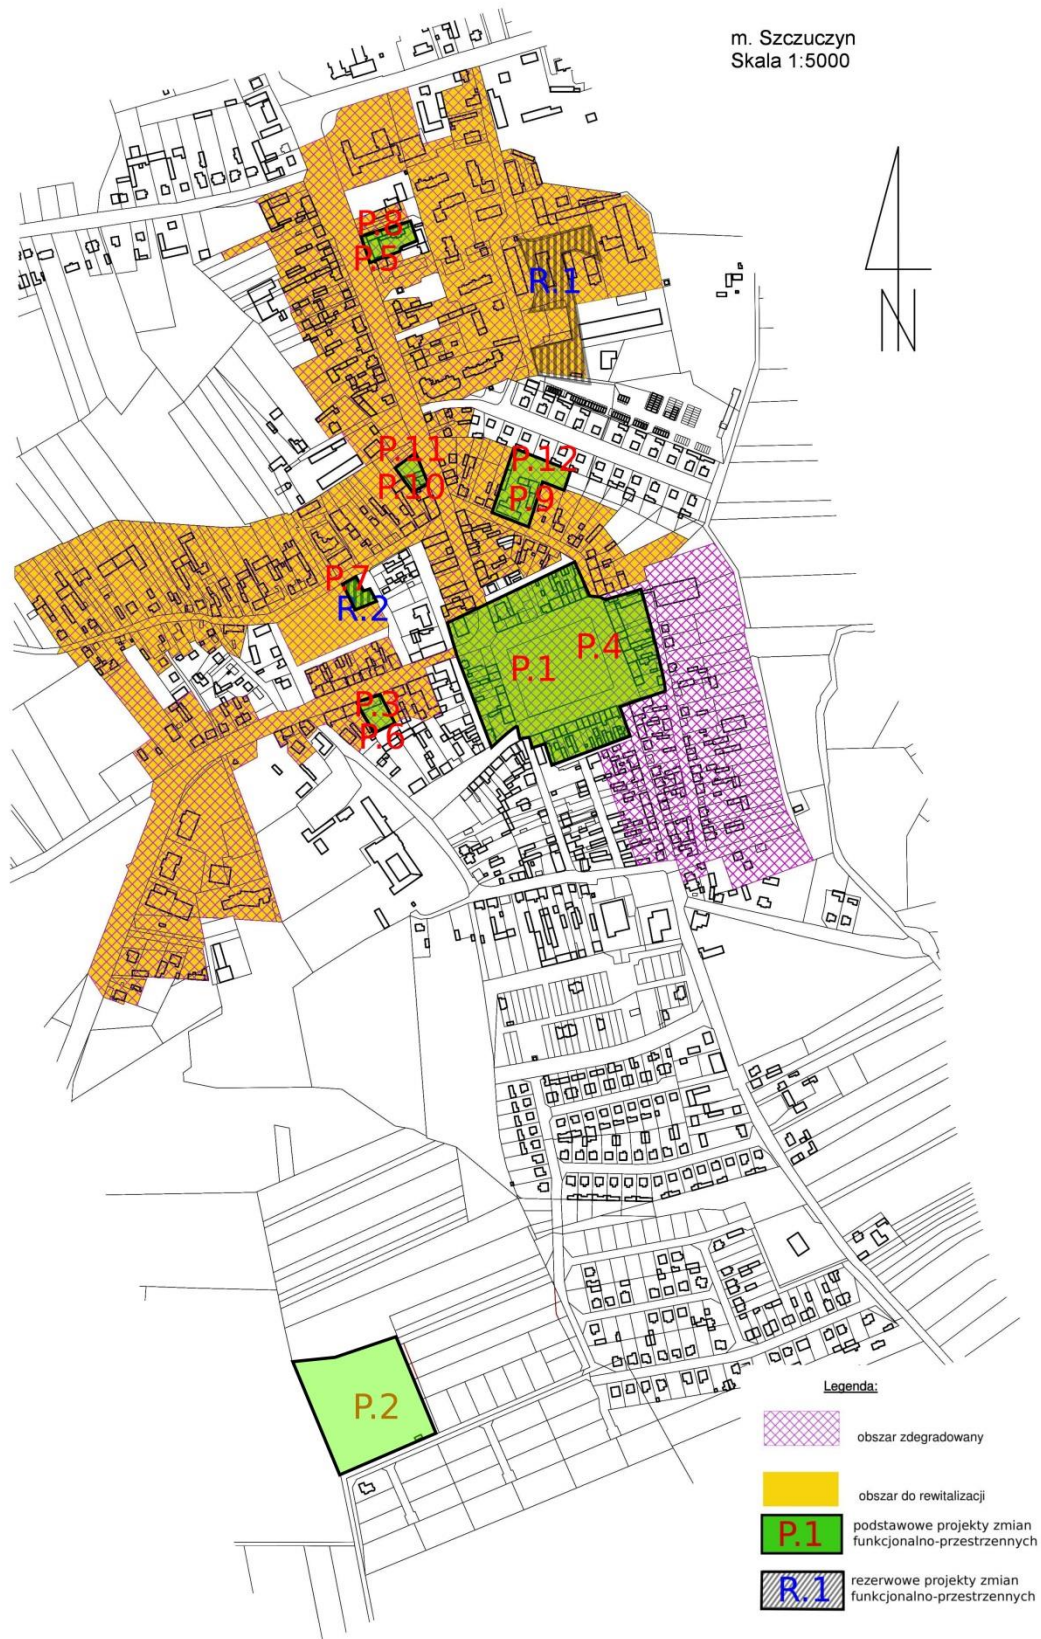 m. Szczuczyn
Skala 1:5000
N
P.8
P.5
R.1
P.11
P.10
P.12
P.9
P.7
R.2
P.4
P.1
P.3
P.6
P.2
Legenda:
obszar zdegradowany
obszar do rewitalizacji
P.1 podstawowe projekty zmian
funkcjonalno-przestrzennych
R.1 rezerwowe projekty zmian
funkcjonalno-przestrzennych